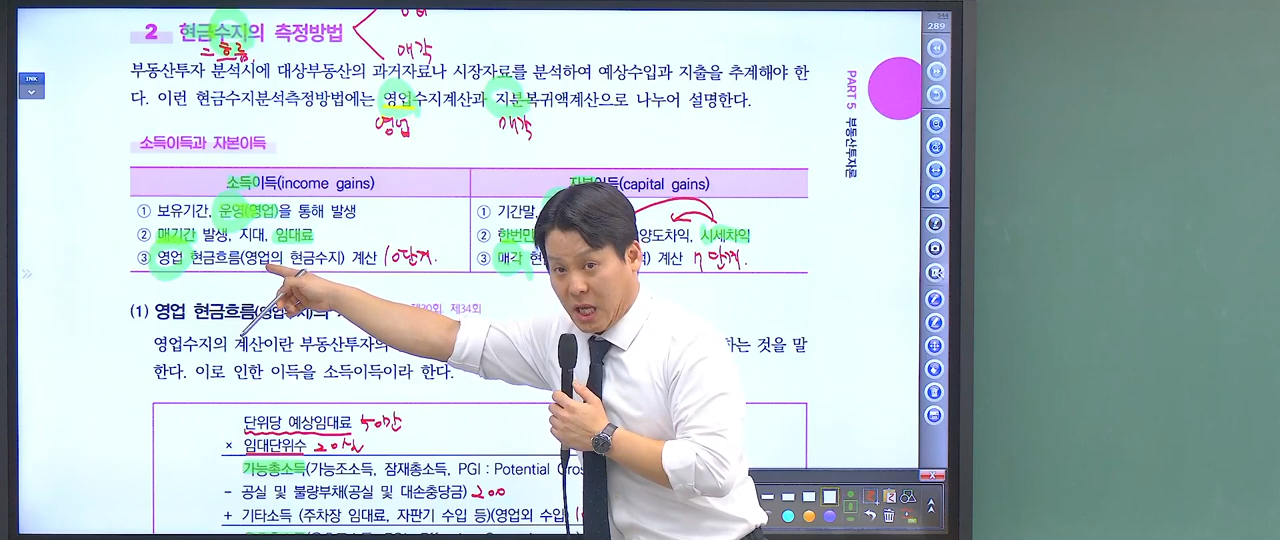 2 현금수지의 측정방법
= 흐름
매각
부동산투자 분석시에 대상부동산의 과거자료나 시장자료를 분석하여 예상수입과 지출을 추계해야 한
다. 이런 현금수지분석측정방법에는 영업수지계산과 지분복귀액계산으로 나누어 설명한다.
영업 매각
소득이득과 자본이득
소득이득(income gains)
① 보유기간, 운영(영업)을 통해 발생
② 매기간 발생, 지대, 임대료
③ 영업 현금흐름(영업의 현금수지) 계산 10단계.
자본이득(capital gains)
① 기간말,
② 한번만 양도차익, 시세차익
③ 매각 계산 7단계.
(1) 영업 현금흐름 제34회
영업수지의 계산이란 부동산투자의 하는 것을 말
한다. 이로 인한 이득을 소득이득이라 한다.
단위당 예상임대료 50만
× 임대단위수 20실
가능총소득(가능조소득, 잠재총소득, PGI : Potential
- 공실 및 불량부채(공실 및 대손충당금) 200
+ 기타소득 (주차장 임대료, 자판기 수입 등)(영업외 수입
PART 5 부동산투자론
544
289
INK